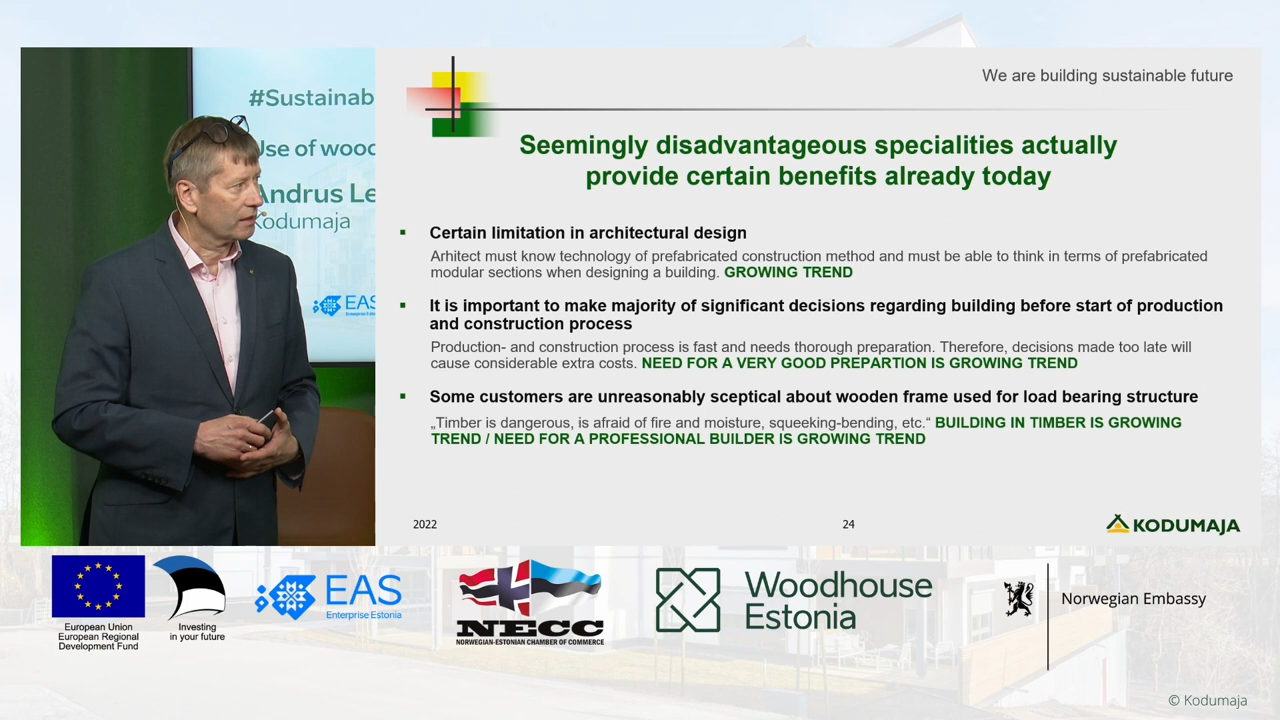 We are building sustainable future
#Sustainab
Use of wood
Andrus Le
Kodumaja
EAS
Enterprise Estonia
Seemingly disadvantageous specialities actually
provide certain benefits already today
▪ Certain limitation in architectural design
Arhitect must know technology of prefabricated construction method and must be able to think in terms of prefabricated
modular sections when designing a building. GROWING TREND
▪ It is important to make majority of significant decisions regarding building before start of production
and construction process
Production- and construction process is fast and needs thorough preparation. Therefore, decisions made too late will
cause considerable extra costs. NEED FOR A VERY GOOD PREPARTION IS GROWING TREND
▪ Some customers are unreasonably sceptical about wooden frame used for load bearing structure
„Timber is dangerous, is afraid of fire and moisture, squeeking-bending, etc.“ BUILDING IN TIMBER IS GROWING
TREND / NEED FOR A PROFESSIONAL BUILDER IS GROWING TREND
2022
24
KODUMAJA
European Union
European Regional
Development Fund
Investing
in your future
EAS
Enterprise Estonia
NECC
NORWEGIAN-ESTONIAN CHAMBER OF COMMERCE
Woodhouse
Estonia
Norwegian Embassy
© Kodumaja